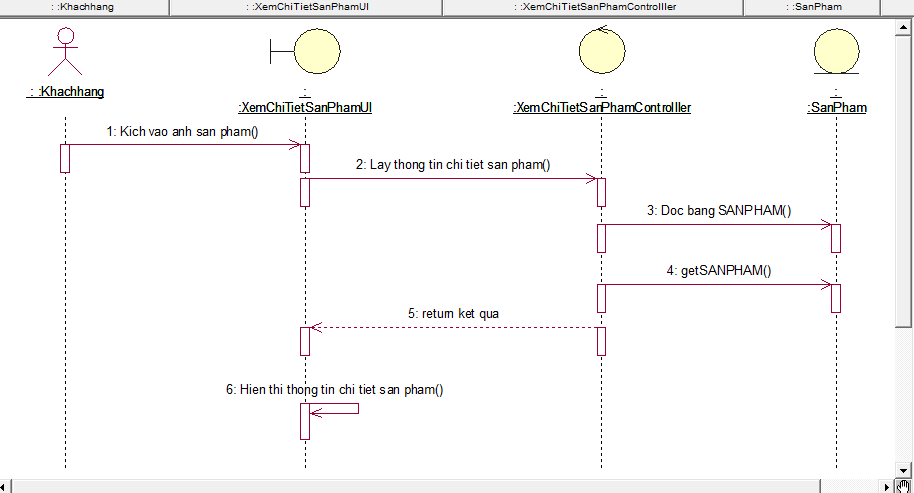 : :Khachhang
: :XemChiTietSanPhamUI
: :XemChiTietSanPhamControlller
: :SanPham
: :Khachhang
:
:XemChiTietSanPhamUI
:
:XemChiTietSanPhamControlller
:
:SanPham
1: Kich vao anh san pham()
2: Lay thong tin chi tiet san pham()
3: Doc bang SANPHAM()
4: getSANPHAM()
5: return ket qua
6: Hien thi thong tin chi tiet san pham()